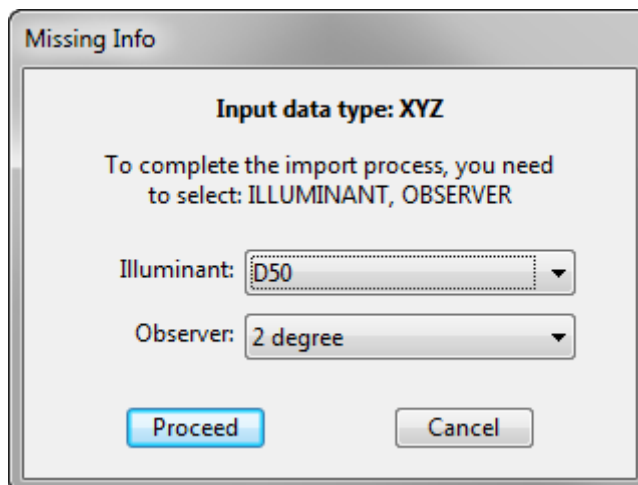 Missing Info
Input data type: XYZ
To complete the import process, you need
to select: ILLUMINANT, OBSERVER
Illuminant: D50
Observer: 2 degree
Proceed Cancel